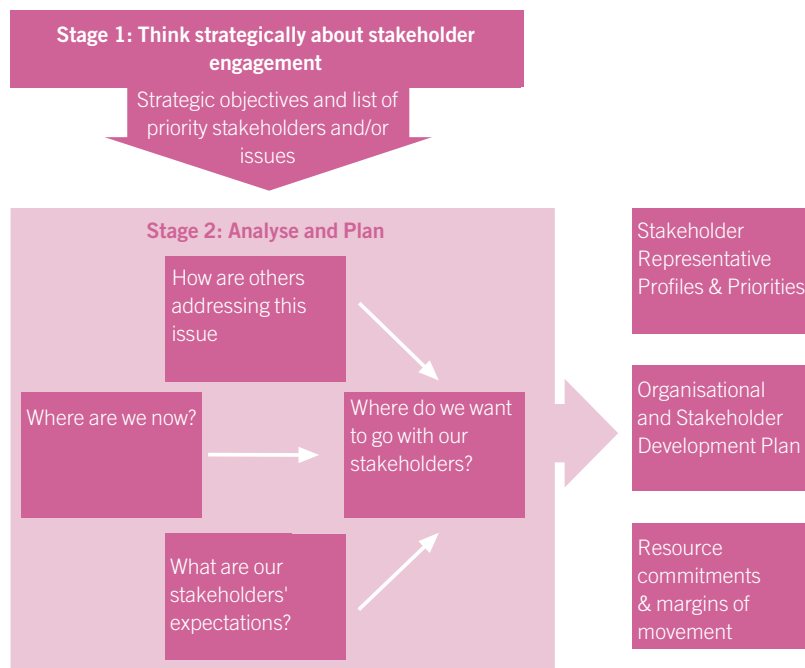 Stage 1: Think strategically about stakeholder
engagement
Strategic objectives and list of
priority stakeholders and/or
issues
Stage 2: Analyse and Plan
How are others
addressing this
issue
Where are we now?
Where do we want
to go with our
stakeholders?
What are our
stakeholders'
expectations?
Stakeholder
Representative
Profiles & Priorities
Organisational
and Stakeholder
Development Plan
Resource
commitments
& margins of
movement